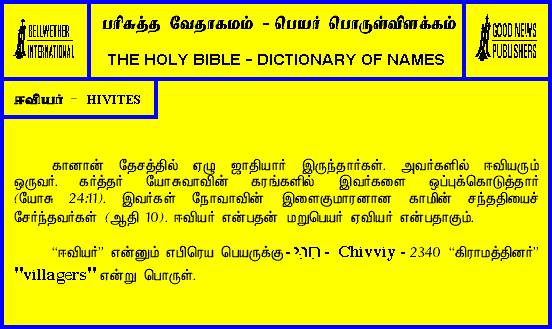 BELLWETHER
INTERNATIONAL
பரிசுத்த வேதாகமம் - பெயர் பொருள்விளக்கம்
THE HOLY BIBLE - DICTIONARY OF NAMES
GOOD NEWS
PUBLISHERS
ஈவியர் - HIVITES
கானான் தேசத்தில் ஏழு ஜாதியார் இருந்தார்கள். அவர்களில் ஈவியரும்
ஒருவர். கர்த்தர் யோசுவாவின் கரங்களில் இவர்களை ஒப்புக்கொடுத்தார்
(யோசு 24:11). இவர்கள் நோவாவின் இளைகுமாரனான காமின் சந்ததியைச்
சேர்ந்தவர்கள் (ஆதி 10). ஈவியர் என்பதன் மறுபெயர் ஏவியர் என்பதாகும்.
“ஈவியர்” என்னும் எபிரெய பெயருக்கு - חוי - Chivviy - 2340 “கிராமத்தினர்”
"villagers" என்று பொருள்.